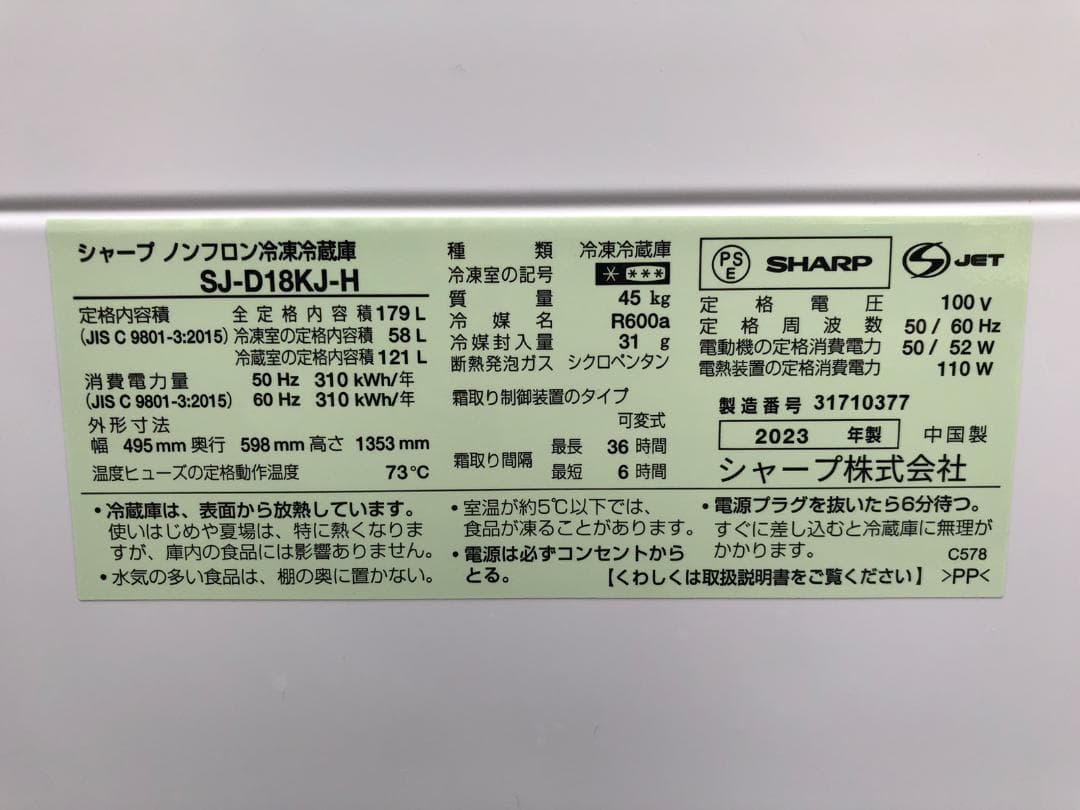 シャープ ノンフロン冷凍冷蔵庫
SJ-D18KJ-H
定格内容積 全定格内容積 179 L
(JIS C 9801-3:2015) 冷凍室の定格内容積 58 L
冷蔵室の定格内容積 121 L
消費電力量 50 Hz 310 kWh/年
(JIS C 9801-3:2015) 60 Hz 310 kWh/年
外形寸法
幅 495 mm 奥行 598 mm 高さ 1353 mm
温度ヒューズの定格動作温度 73℃
種類 冷凍冷蔵庫
冷凍室の記号 * ***
質量 45 kg
冷媒名 R600a
冷媒封入量 31 g
断熱発泡ガス シクロペンタン
霜取り制御装置のタイプ
可変式
霜取り間隔 最長 36 時間
最短 6 時間
PSE SHARP S JET
定格電圧 100 V
定格周波数 50 / 60 Hz
電動機の定格消費電力 50 / 52 W
電熱装置の定格消費電力 110 W
製造番号 31710377
2023 年製 中国製
シャープ株式会社
・冷蔵庫は、表面から放熱しています。
使いはじめや夏場は、特に熱くなりま
すが、庫内の食品には影響ありません。
・水気の多い食品は、棚の奥に置かない。
・室温が約5℃以下では、
食品が凍ることがあります。
・電源は必ずコンセントから
とる。
・電源プラグを抜いたら6分待つ。
すぐに差し込むと冷蔵庫に無理が
かかります。 C578
【くわしくは取扱説明書をご覧ください】 >PP<